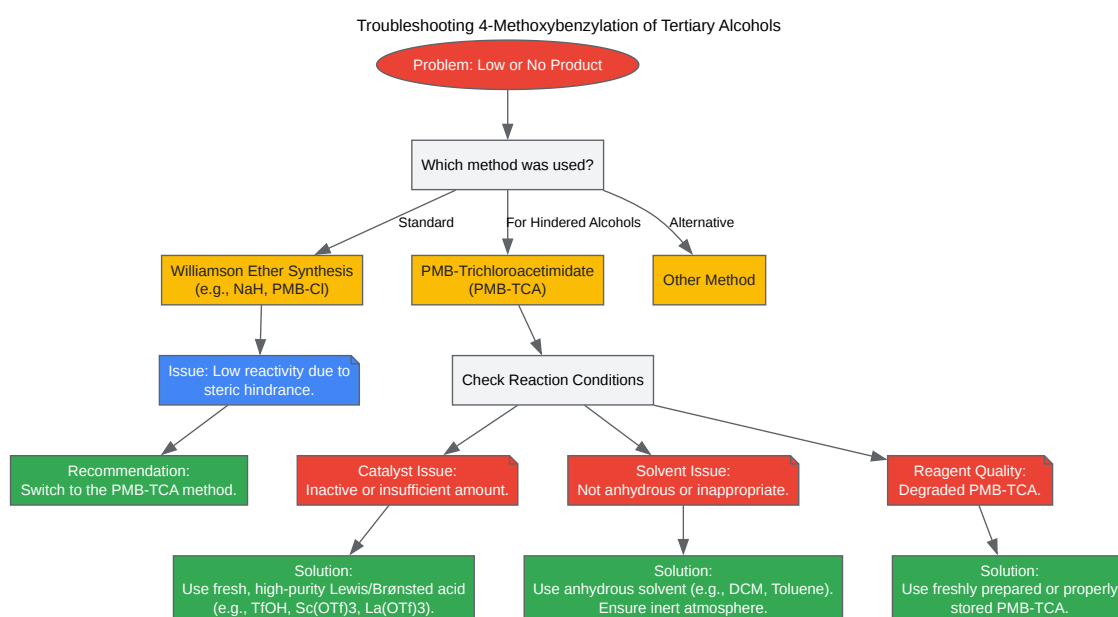 Troubleshooting 4-Methoxybenzylation of Tertiary Alcohols
Problem: Low or No Product
Which method was used?
Standard
For Hindered Alcohols
Alternative
Williamson Ether Synthesis
(e.g., NaH, PMB-Cl)
PMB-Trichloroacetimidate
(PMB-TCA)
Other Method
Issue: Low reactivity due to
steric hindrance.
Check Reaction Conditions
Recommendation:
Switch to the PMB-TCA method.
Catalyst Issue:
Inactive or insufficient amount.
Solvent Issue:
Not anhydrous or inappropriate.
Reagent Quality:
Degraded PMB-TCA.
Solution:
Use fresh, high-purity Lewis/Brønsted acid
(e.g., TfOH, Sc(OTf)3, La(OTf)3).
Solution:
Use anhydrous solvent (e.g., DCM, Toluene).
Ensure inert atmosphere.
Solution:
Use freshly prepared or properly
stored PMB-TCA.